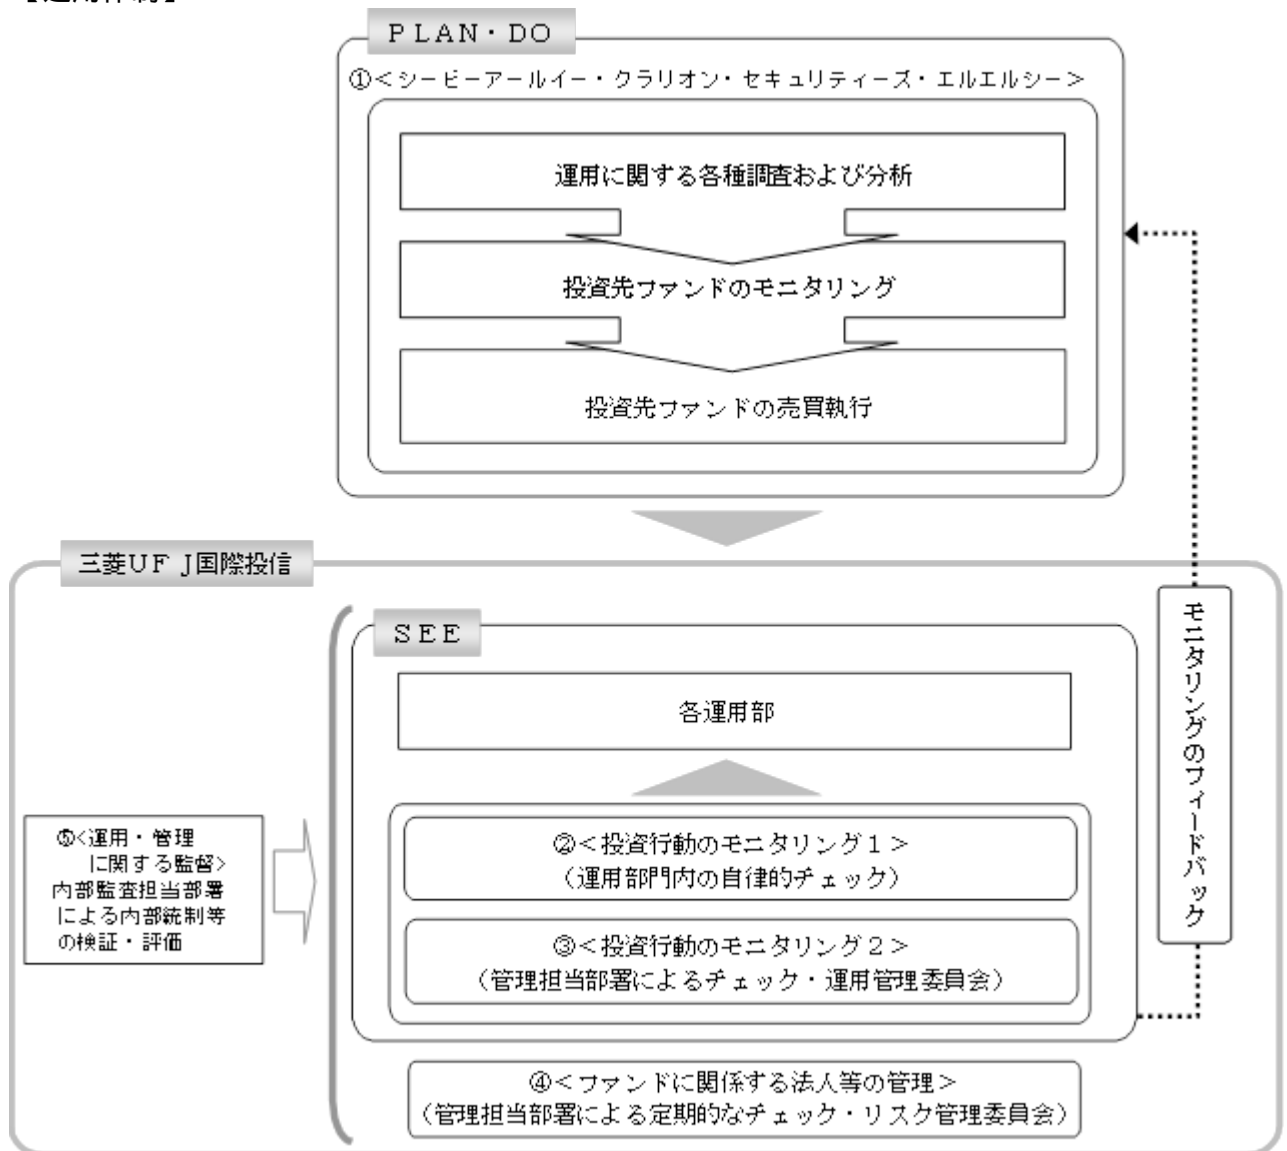 PLAN・DO
①＜シービーアールイー・クラリオン・セキュリティーズ・エルエルシー＞
運用に関する各種調査および分析
投資先ファンドのモニタリング
投資先ファンドの売買執行
三菱UFJ国際投信
SEE
各運用部
②＜投資行動のモニタリング１＞
（運用部門内の自律的チェック）
③＜投資行動のモニタリング２＞
（管理担当部署によるチェック・運用管理委員会）
④＜ファンドに関係する法人等の管理＞
（管理担当部署による定期的なチェック・リスク管理委員会）
⑤＜運用・管理
に関する監督＞
内部監査担当部署
による内部統制等
の検証・評価
モニタリングのフィードバック